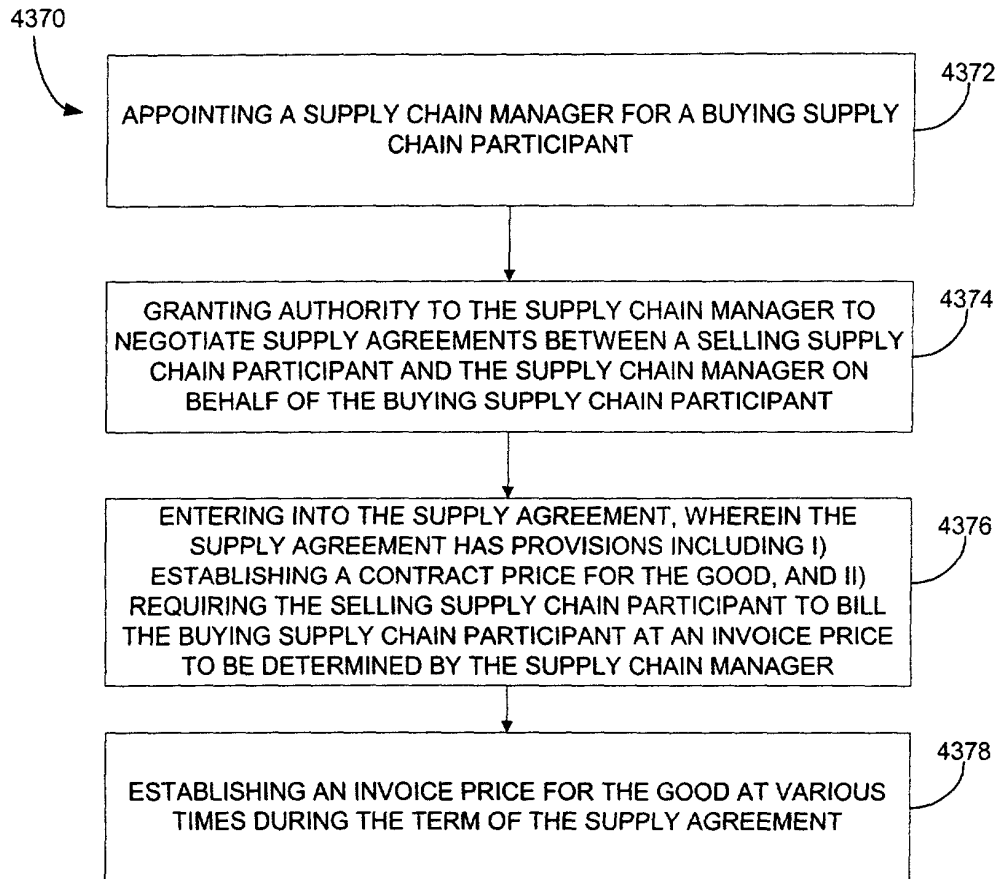 4370
4372
APPOINTING A SUPPLY CHAIN MANAGER FOR A BUYING SUPPLY
CHAIN PARTICIPANT
4374
GRANTING AUTHORITY TO THE SUPPLY CHAIN MANAGER TO
NEGOTIATE SUPPLY AGREEMENTS BETWEEN A SELLING SUPPLY
CHAIN PARTICIPANT AND THE SUPPLY CHAIN MANAGER ON
BEHALF OF THE BUYING SUPPLY CHAIN PARTICIPANT
4376
ENTERING INTO THE SUPPLY AGREEMENT, WHEREIN THE
SUPPLY AGREEMENT HAS PROVISIONS INCLUDING I)
ESTABLISHING A CONTRACT PRICE FOR THE GOOD, AND II)
REQUIRING THE SELLING SUPPLY CHAIN PARTICIPANT TO BILL
THE BUYING SUPPLY CHAIN PARTICIPANT AT AN INVOICE PRICE
TO BE DETERMINED BY THE SUPPLY CHAIN MANAGER
4378
ESTABLISHING AN INVOICE PRICE FOR THE GOOD AT VARIOUS
TIMES DURING THE TERM OF THE SUPPLY AGREEMENT